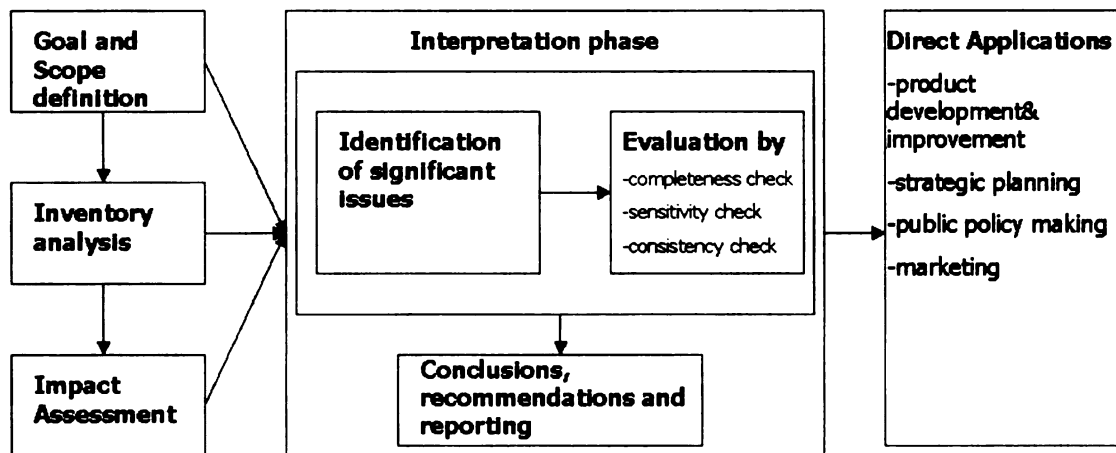 Goal and
Scope
definition
Inventory
analysis
Impact
Assessment
Interpretation phase
Identification
of significant
issues
Evaluation by
-completeness check
-sensitivity check
-consistency check
Conclusions,
recommendations and
reporting
Direct Applications
-product
development&
improvement
-strategic planning
-public policy making
-marketing